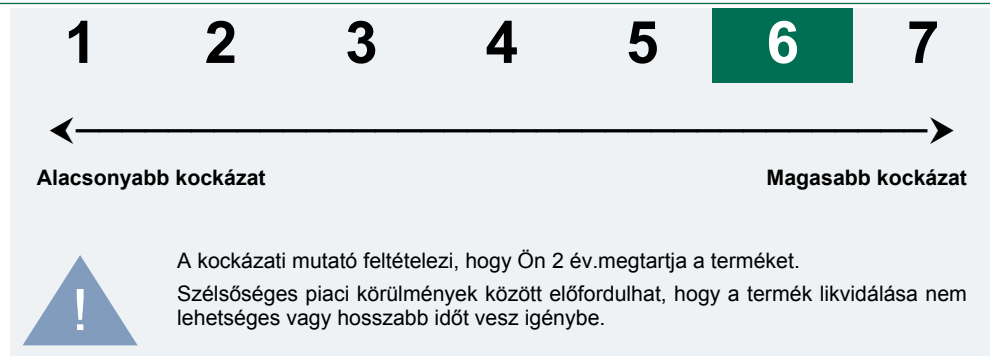 1 2 3 4 5 6 7
Alacsonyabb kockázat Magasabb kockázat
A kockázati mutató feltételezi, hogy Ön 2 év.megtartja a terméket.
Szélsőséges piaci körülmények között előfordulhat, hogy a termék likvidálása nem
lehetséges vagy hosszabb időt vesz igénybe.
!